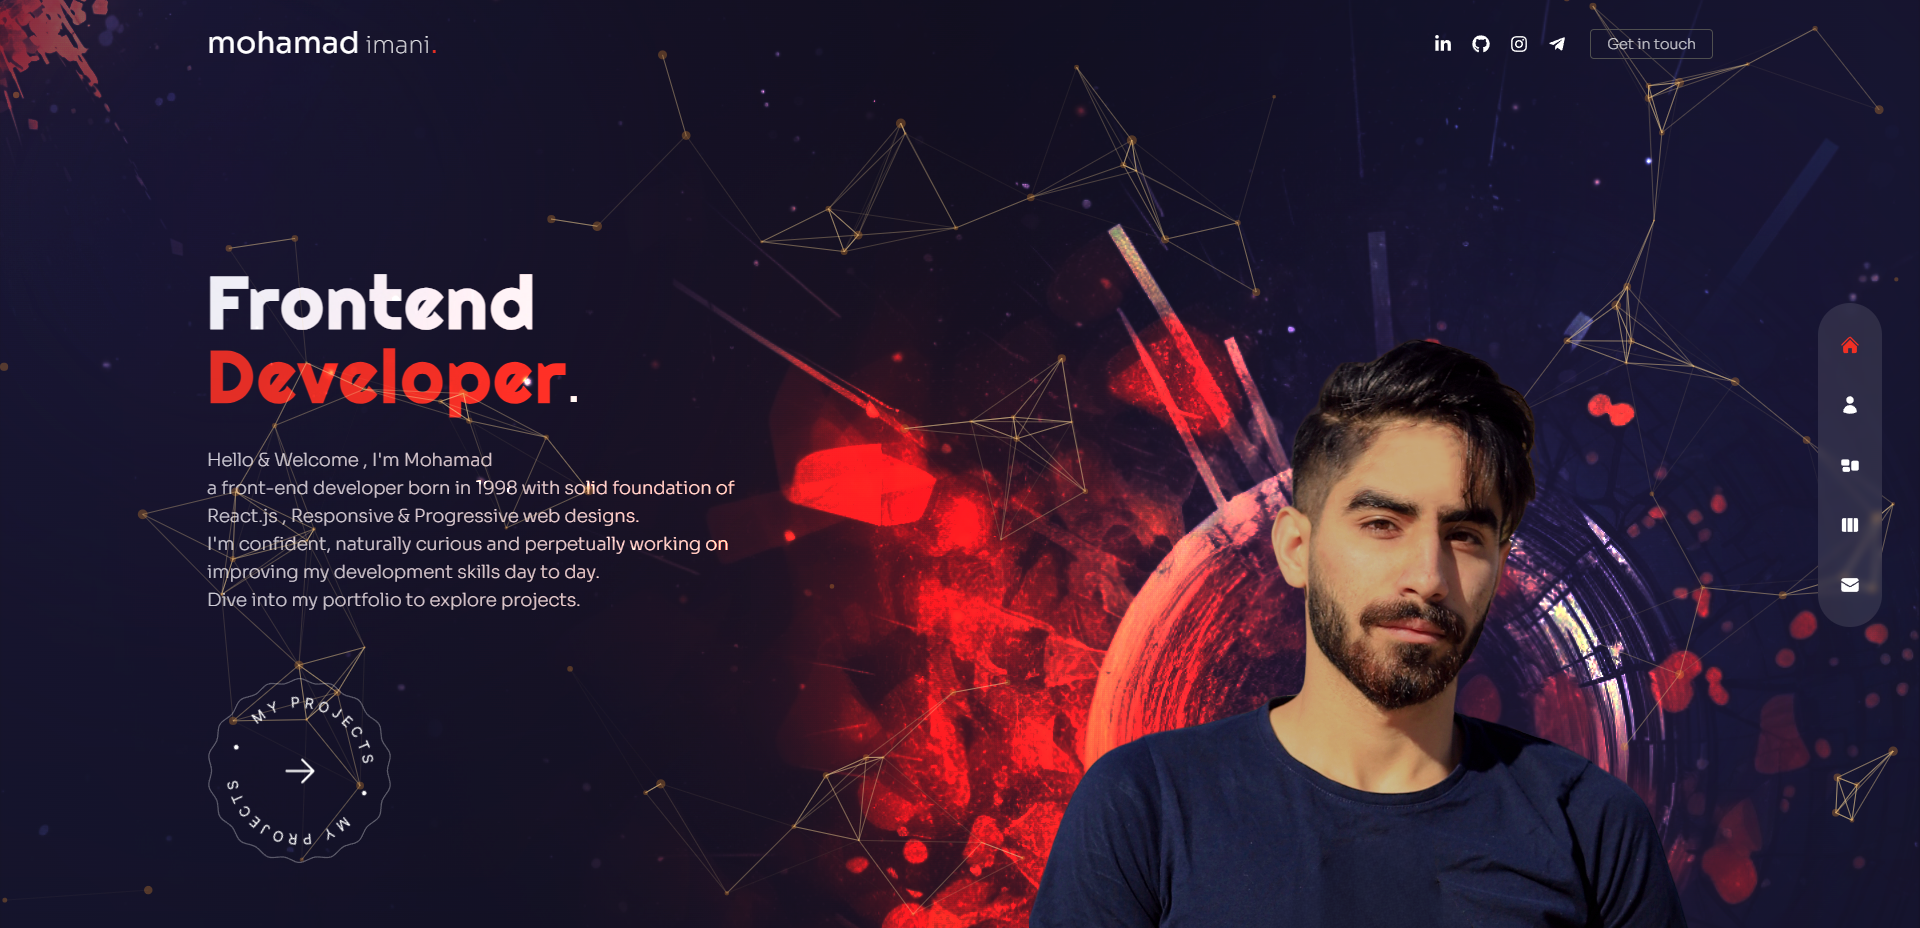 mohamad imani.
Get in touch
Frontend
Developer.
Hello & Welcome , I'm Mohamad
a front-end developer born in 1998 with solid foundation of
React.js , Responsive & Progressive web designs.
I'm confident, naturally curious and perpetually working on
improving my development skills day to day.
Dive into my portfolio to explore projects.
MY PROJECTS • MY PROJECTS •